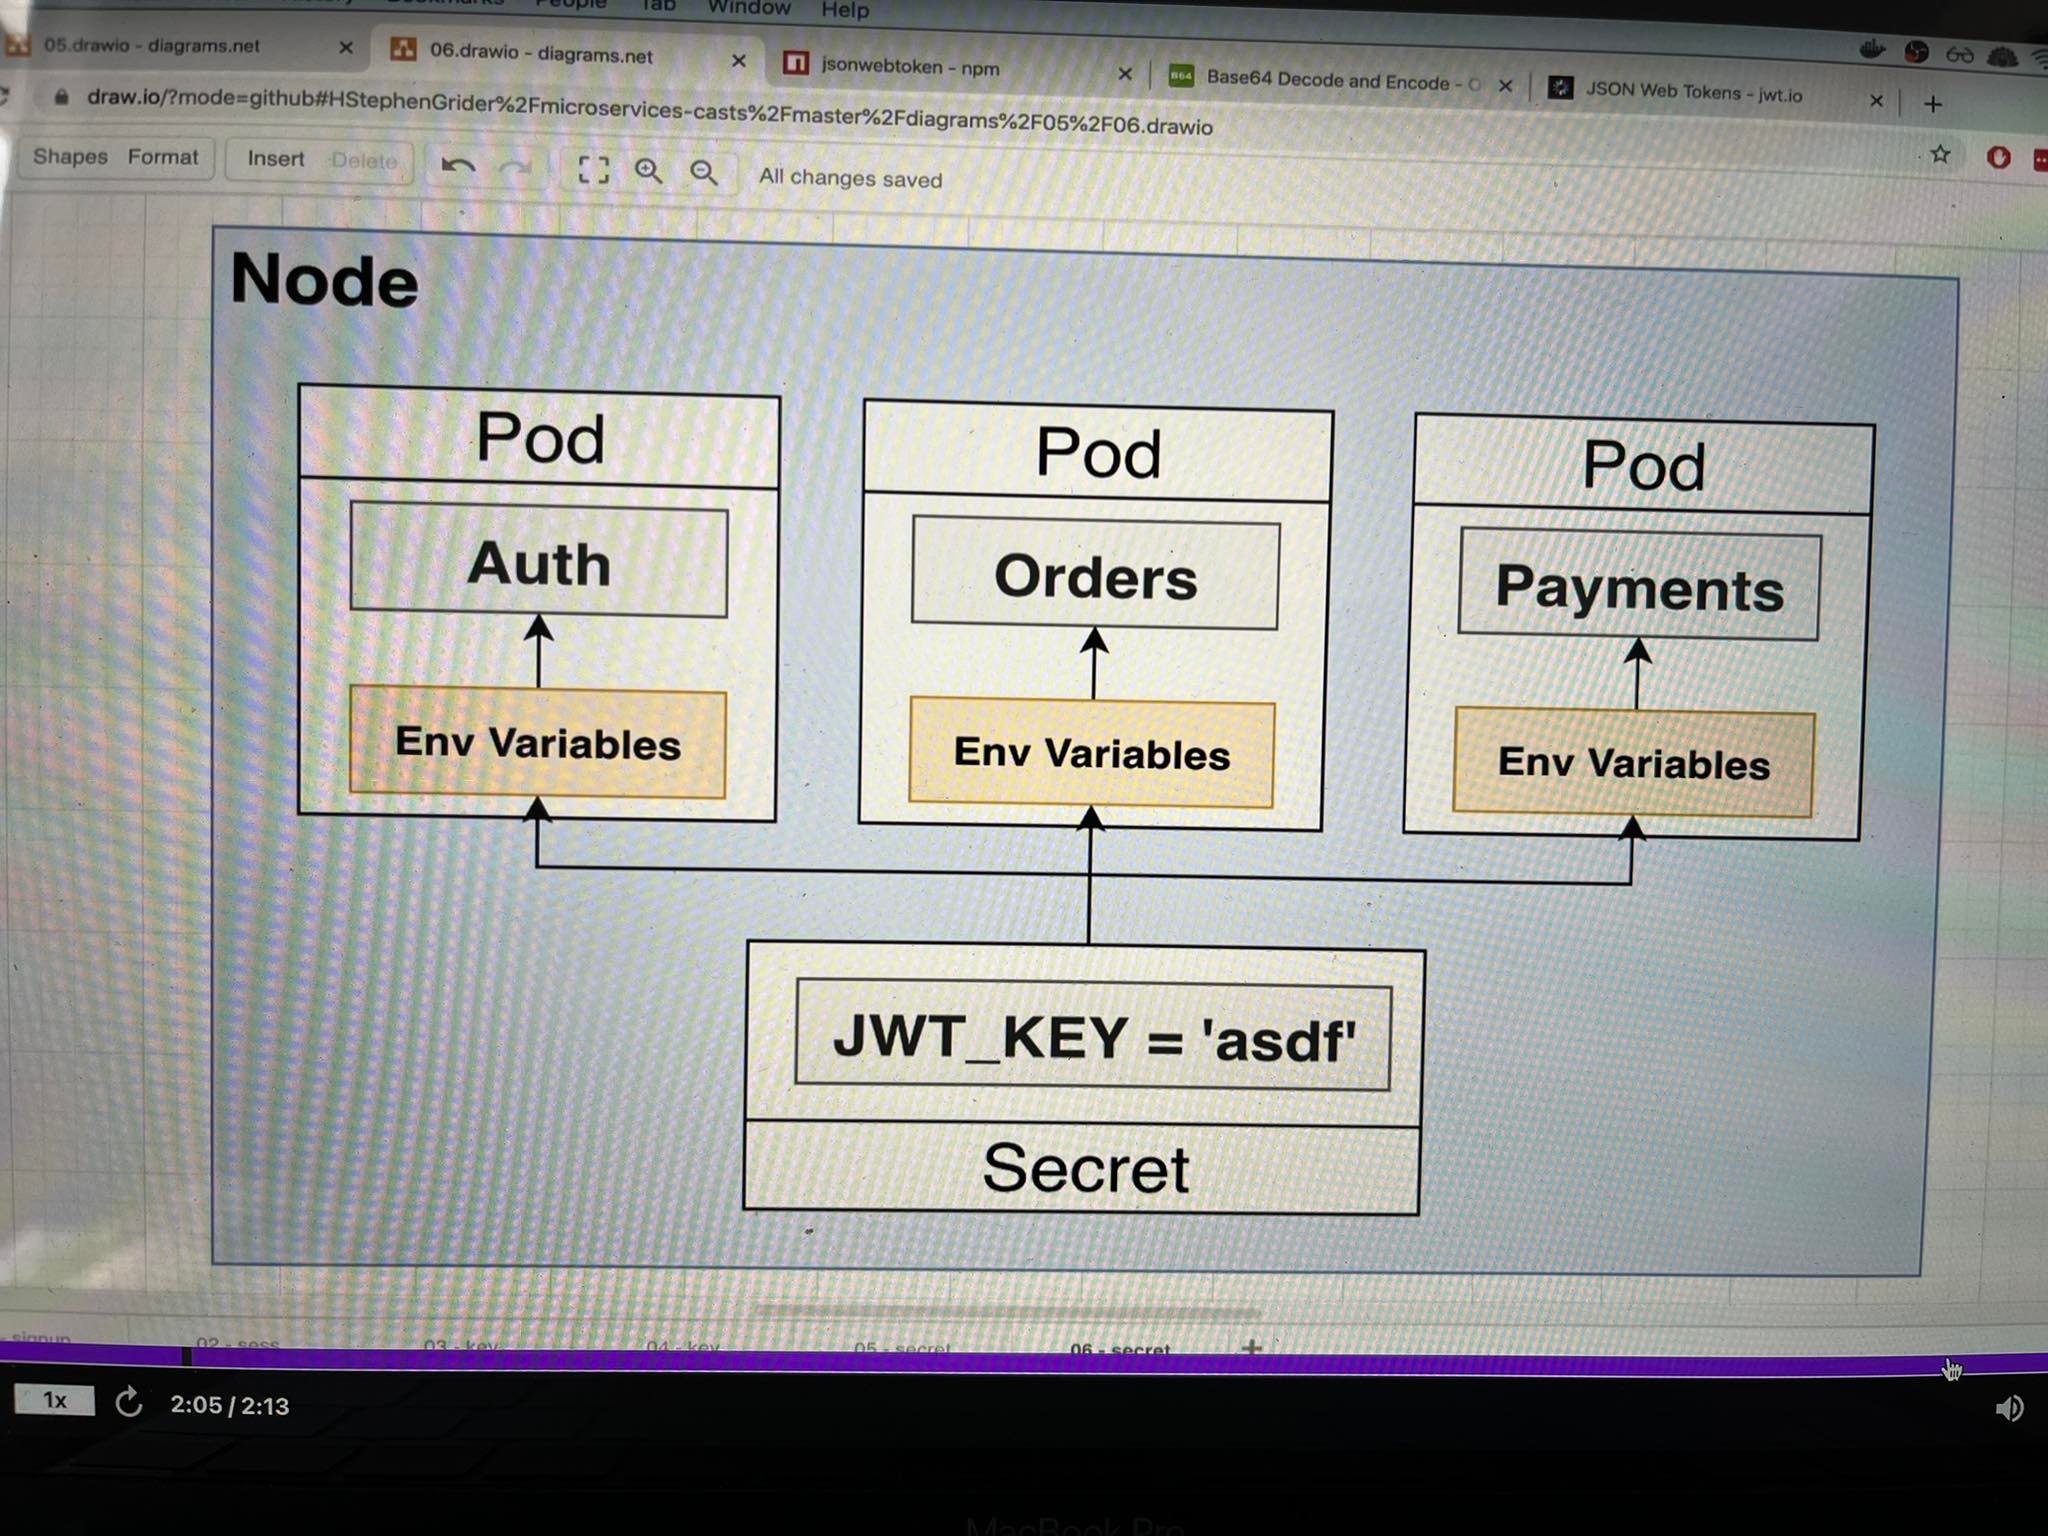 People Tab Window Help
05.drawio - diagrams.net
06.drawio - diagrams.net
jsonwebtoken - npm
Base64 Decode and Encode -
JSON Web Tokens - jwt.io
draw.io/?mode=github#HStephenGrider%2Fmicroservices-casts%2Fmaster%2Fdiagrams%2F05%2F06.drawio
Shapes Format Insert Delete All changes saved
Node
Pod
Auth
Env Variables
Pod
Orders
Env Variables
Pod
Payments
Env Variables
JWT_KEY = 'asdf'
Secret
- signup 02 - sess 03 - key 04 - key 05 - secret 06 - secret
1x 2:05 / 2:13
MacBook Pro